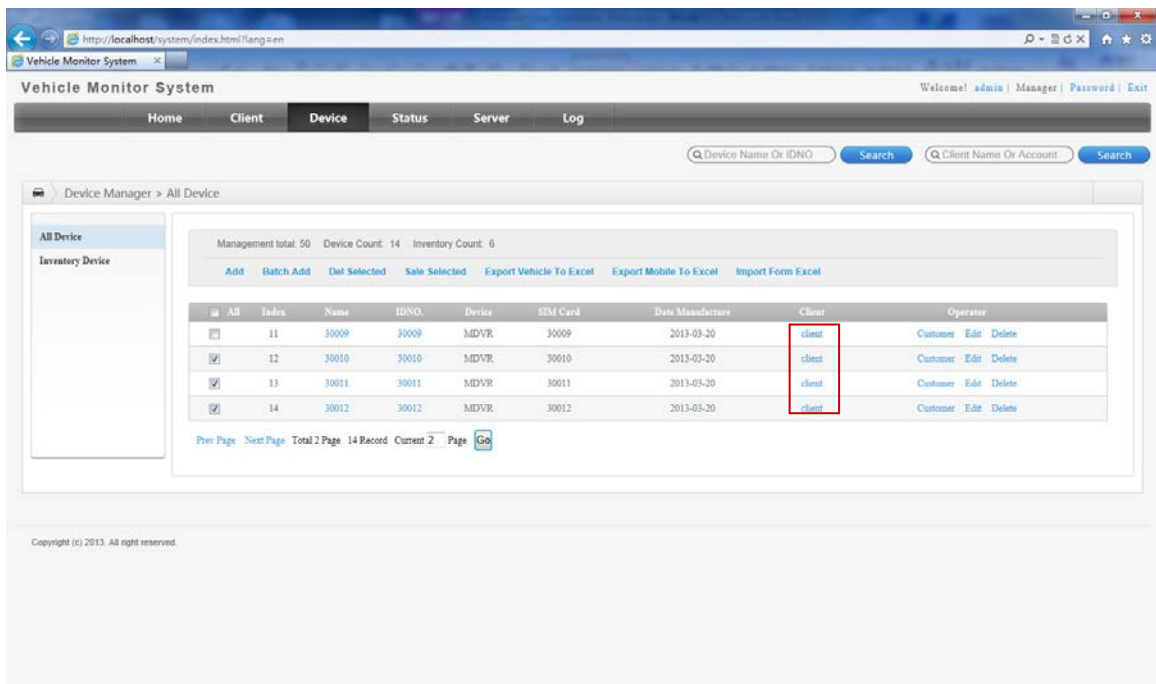 http://localhost/system/index.html?lang=en
Vehicle Monitor System
Vehicle Monitor System
Welcome! admin | Manager | Password | Exit
Home Client Device Status Server Log
Device Name Or IDNO Search Client Name Or Account Search
Device Manager > All Device
All Device
Inventory Device
Management total: 50 Device Count: 14 Inventory Count: 6
Add Batch Add Del Selected Sale Selected Export Vehicle To Excel Export Mobile To Excel Import Form Excel
All Index Name IDNO. Device SIM Card Date Manufacture Client Operator
11 30009 30009 MDVR 30009 2013-03-20 client Customer Edit Delete
12 30010 30010 MDVR 30010 2013-03-20 client Customer Edit Delete
13 30011 30011 MDVR 30011 2013-03-20 client Customer Edit Delete
14 30012 30012 MDVR 30012 2013-03-20 client Customer Edit Delete
Prev Page Next Page Total 2 Page 14 Record Current 2 Page Go
Copyright (c) 2013. All right reserved.